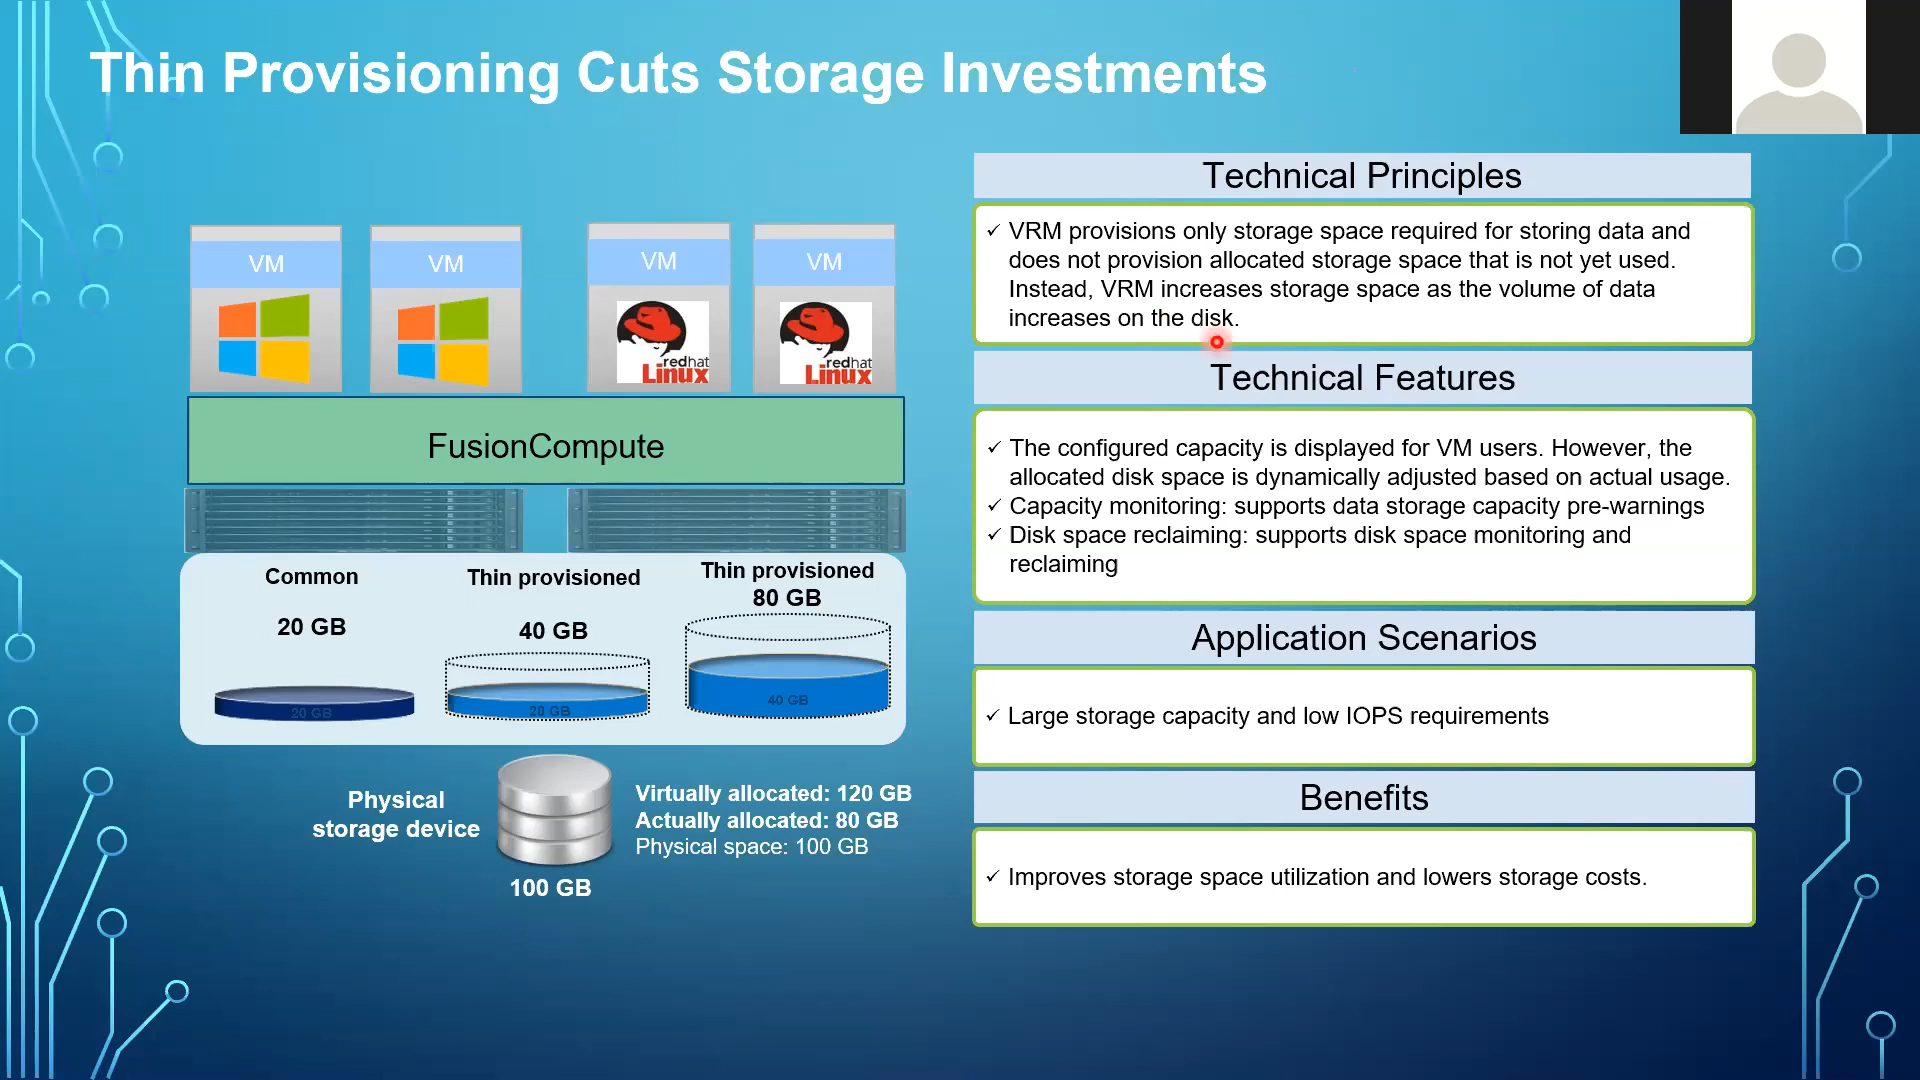 Thin Provisioning Cuts Storage Investments
VM
VM
VM
VM
redhat
Linux
redhat
Linux
FusionCompute
Common
20 GB
20 GB
Thin provisioned
40 GB
20 GB
Thin provisioned
80 GB
40 GB
Physical
storage device
100 GB
Virtually allocated: 120 GB
Actually allocated: 80 GB
Physical space: 100 GB
Technical Principles
✓ VRM provisions only storage space required for storing data and
does not provision allocated storage space that is not yet used.
Instead, VRM increases storage space as the volume of data
increases on the disk.
Technical Features
✓ The configured capacity is displayed for VM users. However, the
allocated disk space is dynamically adjusted based on actual usage.
✓ Capacity monitoring: supports data storage capacity pre-warnings
✓ Disk space reclaiming: supports disk space monitoring and
reclaiming
Application Scenarios
✓ Large storage capacity and low IOPS requirements
Benefits
✓ Improves storage space utilization and lowers storage costs.